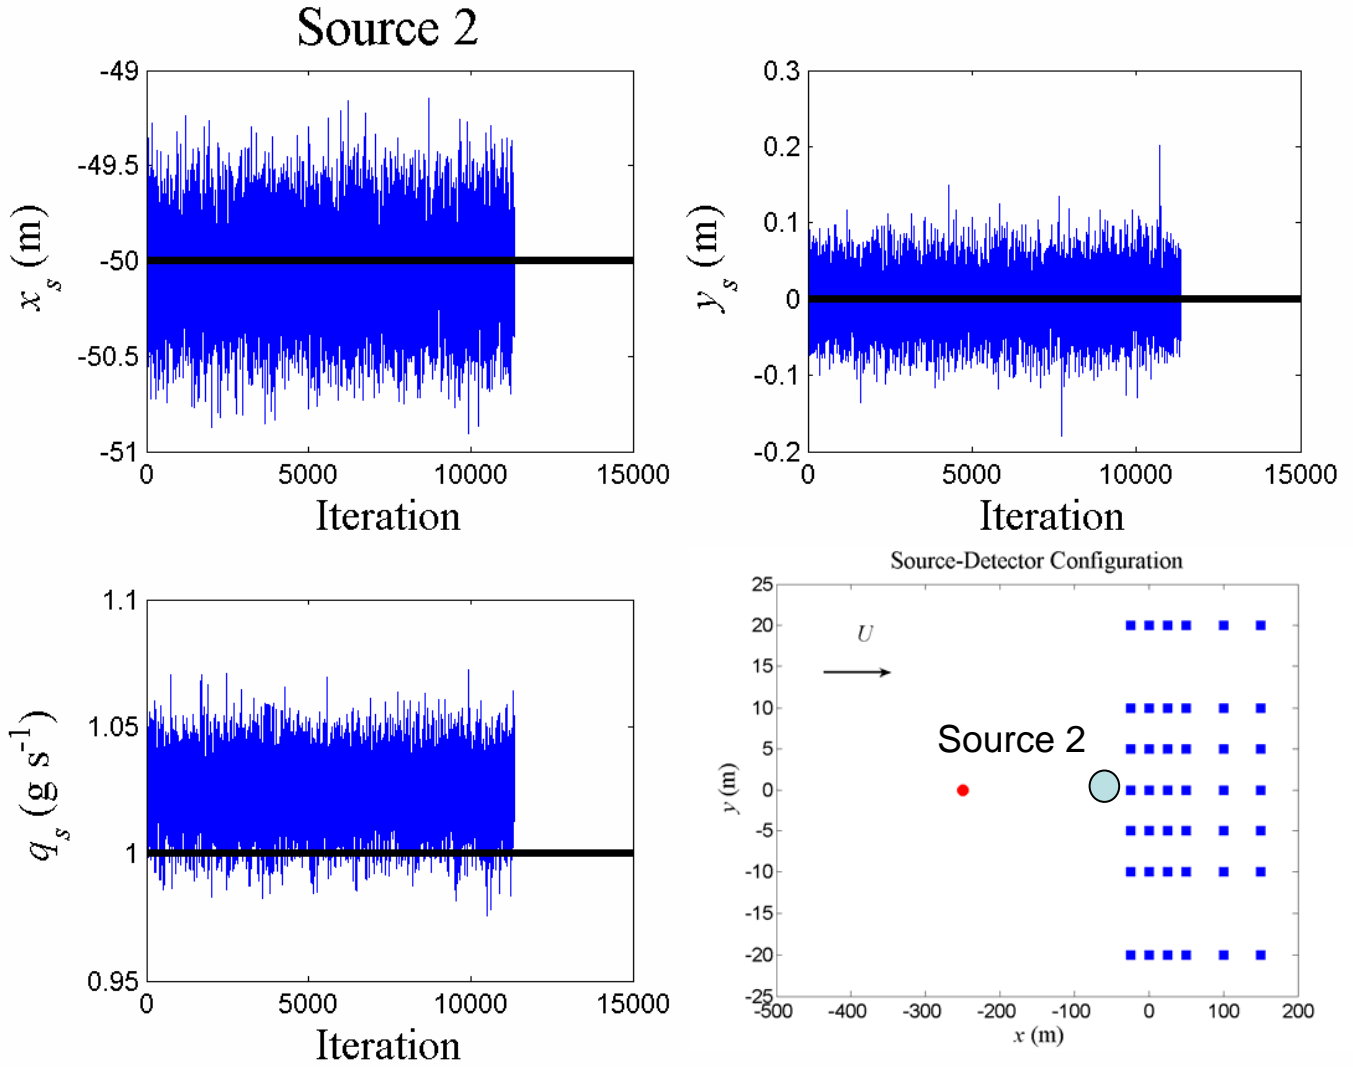 Source 2
-49
-49.5
-50
-50.5
-51
x_s (m)
0 5000 10000 15000
Iteration
0.3
0.2
0.1
0
-0.1
-0.2
y_s (m)
0 5000 10000 15000
Iteration
1.1
1.05
1
0.95
q_s (g s^-1)
0 5000 10000 15000
Iteration
Source-Detector Configuration
25
20
15
10
5
0
-5
-10
-15
-20
-25
y (m)
U
Source 2
-500 -400 -300 -200 -100 0 100 200
x (m)